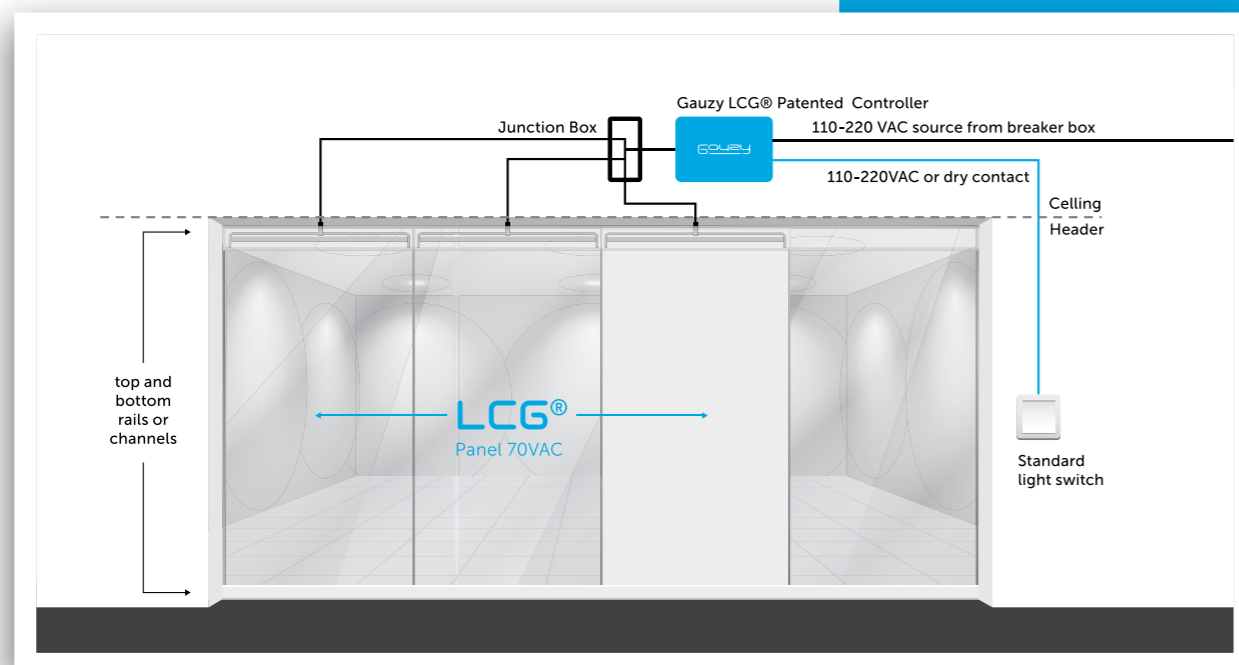 Gauzy LCG® Patented Controller
Junction Box
110-220 VAC source from breaker box
Gauzy
110-220VAC or dry contact
Celling
Header
top and
bottom
rails or
channels
LCG®
Panel 70VAC
Standard
light switch